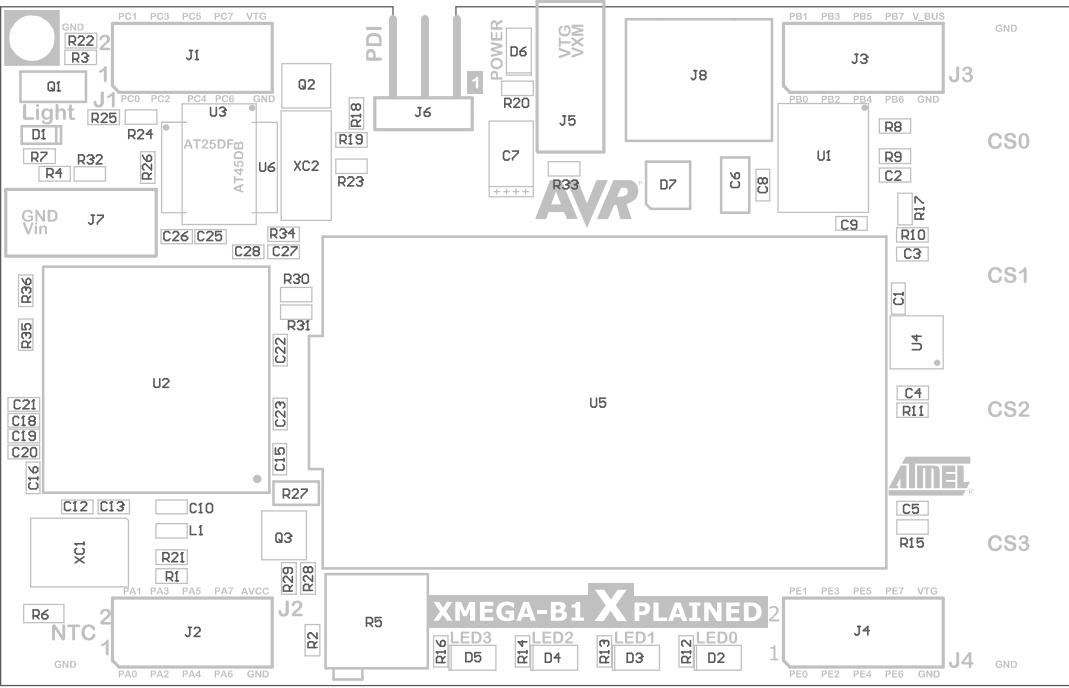 PC1 PC3 PC5 PC7 VTG
PB1 PB3 PB5 PB7 V_BUS
GND
GND
R22
2
R3
1
J1
J1
Q1
Light
PC0 PC2 PC4 PC6 GND
R25
R24
D1
R7
R4
R32
R26
U3
AT25DF
AT45DB
U6
Q2
XC2
R18
R19
R23
PDI
1
J6
POWER
D6
R20
VTG
VXM
J5
C7
++++
R33
AVR
J8
J3
J3
PB0 PB2 PB4 PB6 GND
U1
R8
R9
C2
CS0
D7
C6
C8
C9
R17
R10
C3
GND
Vin
J7
C26 C25
R34
C28 C27
R36
R35
R30
R31
CS1
C1
U4
U2
C22
C23
C15
U5
C4
R11
CS2
C21
C18
C19
C20
C16
ATMEL
®
C12 C13
C10
L1
R21
R1
XC1
R27
Q3
R29
R28
C5
R15
CS3
PA1 PA3 PA5 PA7 AVCC
R6
2
NTC
1
J2
J2
GND
PA0 PA2 PA4 PA6 GND
R2
R5
XMEGA-B1 XPLAINED
LED3 LED2 LED1 LED0
R16 D5 R14 D4 R13 D3 R12 D2
PE1 PE3 PE5 PE7 VTG
2
1
J4
J4
GND
PE0 PE2 PE4 PE6 GND